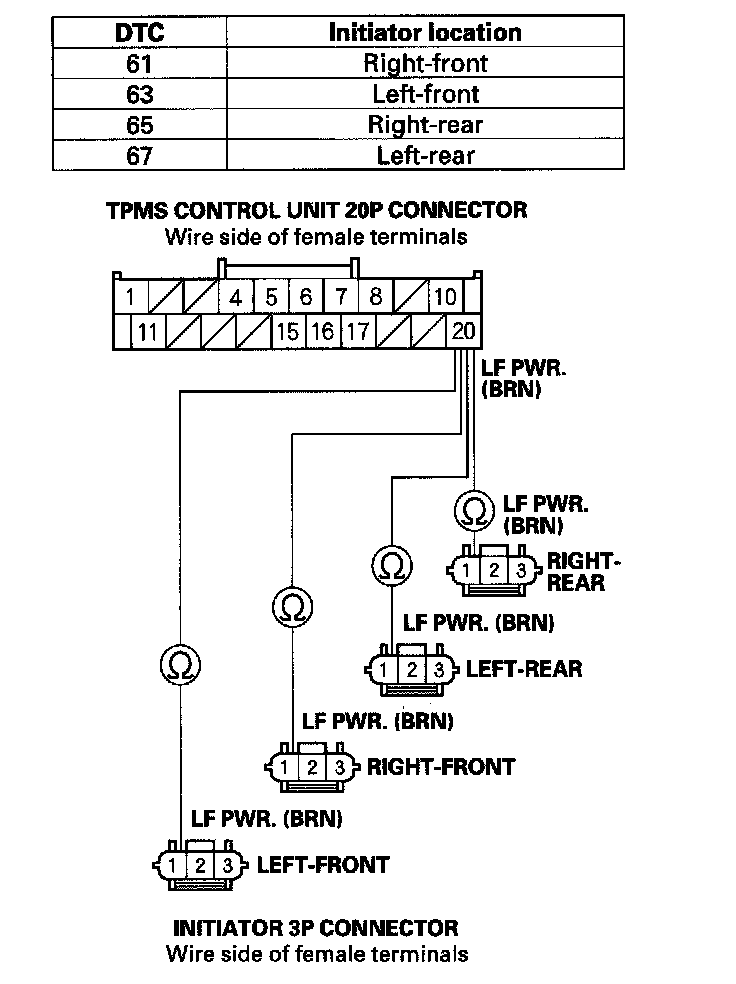 DTC Initiator location
61 Right-front
63 Left-front
65 Right-rear
67 Left-rear
TPMS CONTROL UNIT 20P CONNECTOR
Wire side of female terminals
1 4 5 6 7 8 10
11 15 16 17 20
LF PWR.
(BRN)
Ω LF PWR.
(BRN)
1 2 3 RIGHT-
REAR
Ω
LF PWR. (BRN)
1 2 3 LEFT-REAR
Ω
LF PWR. (BRN)
1 2 3 RIGHT-FRONT
Ω
LF PWR. (BRN)
1 2 3 LEFT-FRONT
INITIATOR 3P CONNECTOR
Wire side of female terminals